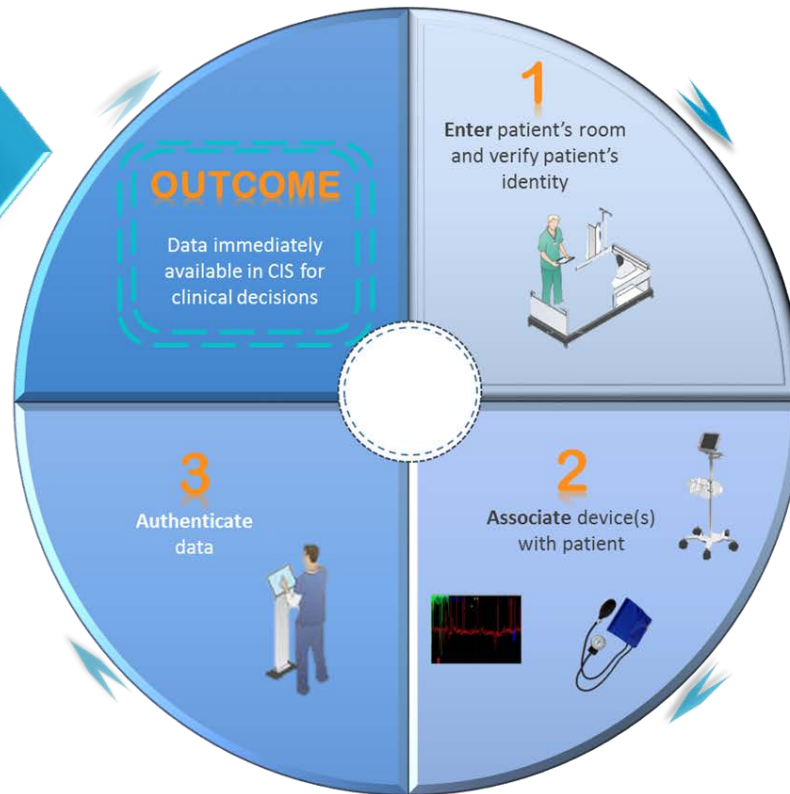 1
Enter patient's room
and verify patient's
identity
2
Associate device(s)
with patient
3
Authenticate
data
OUTCOME
Data immediately
available in CIS for
clinical decisions